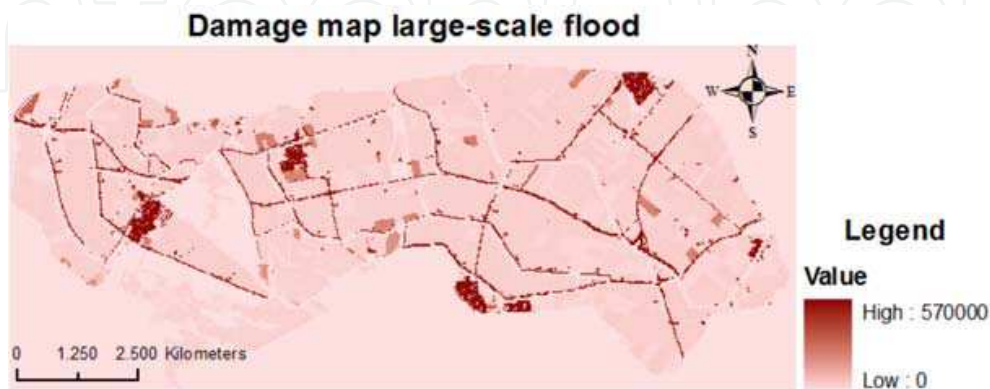 Damage map large-scale flood
N
W E
S
Legend
Value
High : 570000
Low : 0
0 1.250 2.500 Kilometers